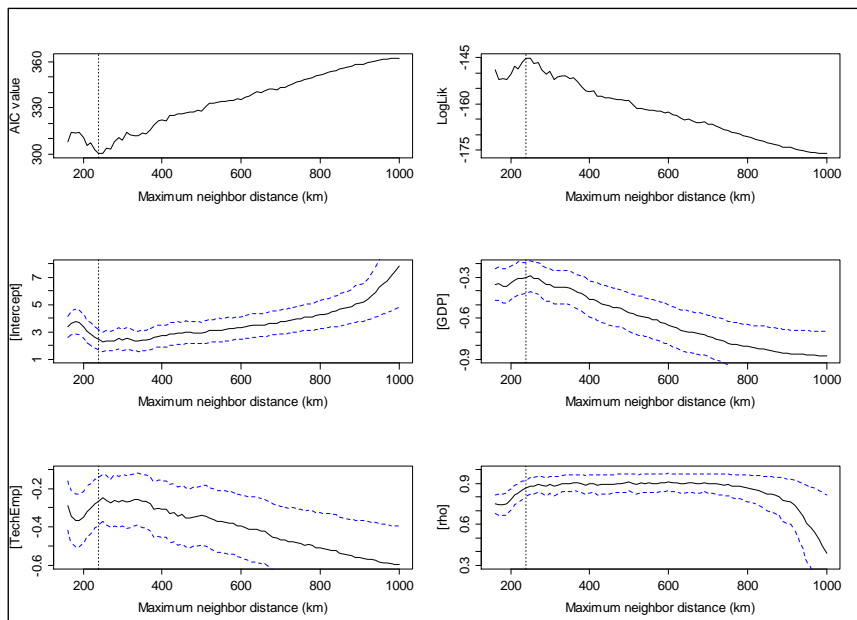 AIC value
360
330
300
200 400 600 800 1000
Maximum neighbor distance (km)
LogLik
-145
-160
-175
200 400 600 800 1000
Maximum neighbor distance (km)
[Intercept]
7
5
3
1
200 400 600 800 1000
Maximum neighbor distance (km)
[GDP]
-0.3
-0.6
-0.9
200 400 600 800 1000
Maximum neighbor distance (km)
[TechEmp]
-0.2
-0.4
-0.6
200 400 600 800 1000
Maximum neighbor distance (km)
[rho]
0.9
0.6
0.3
200 400 600 800 1000
Maximum neighbor distance (km)